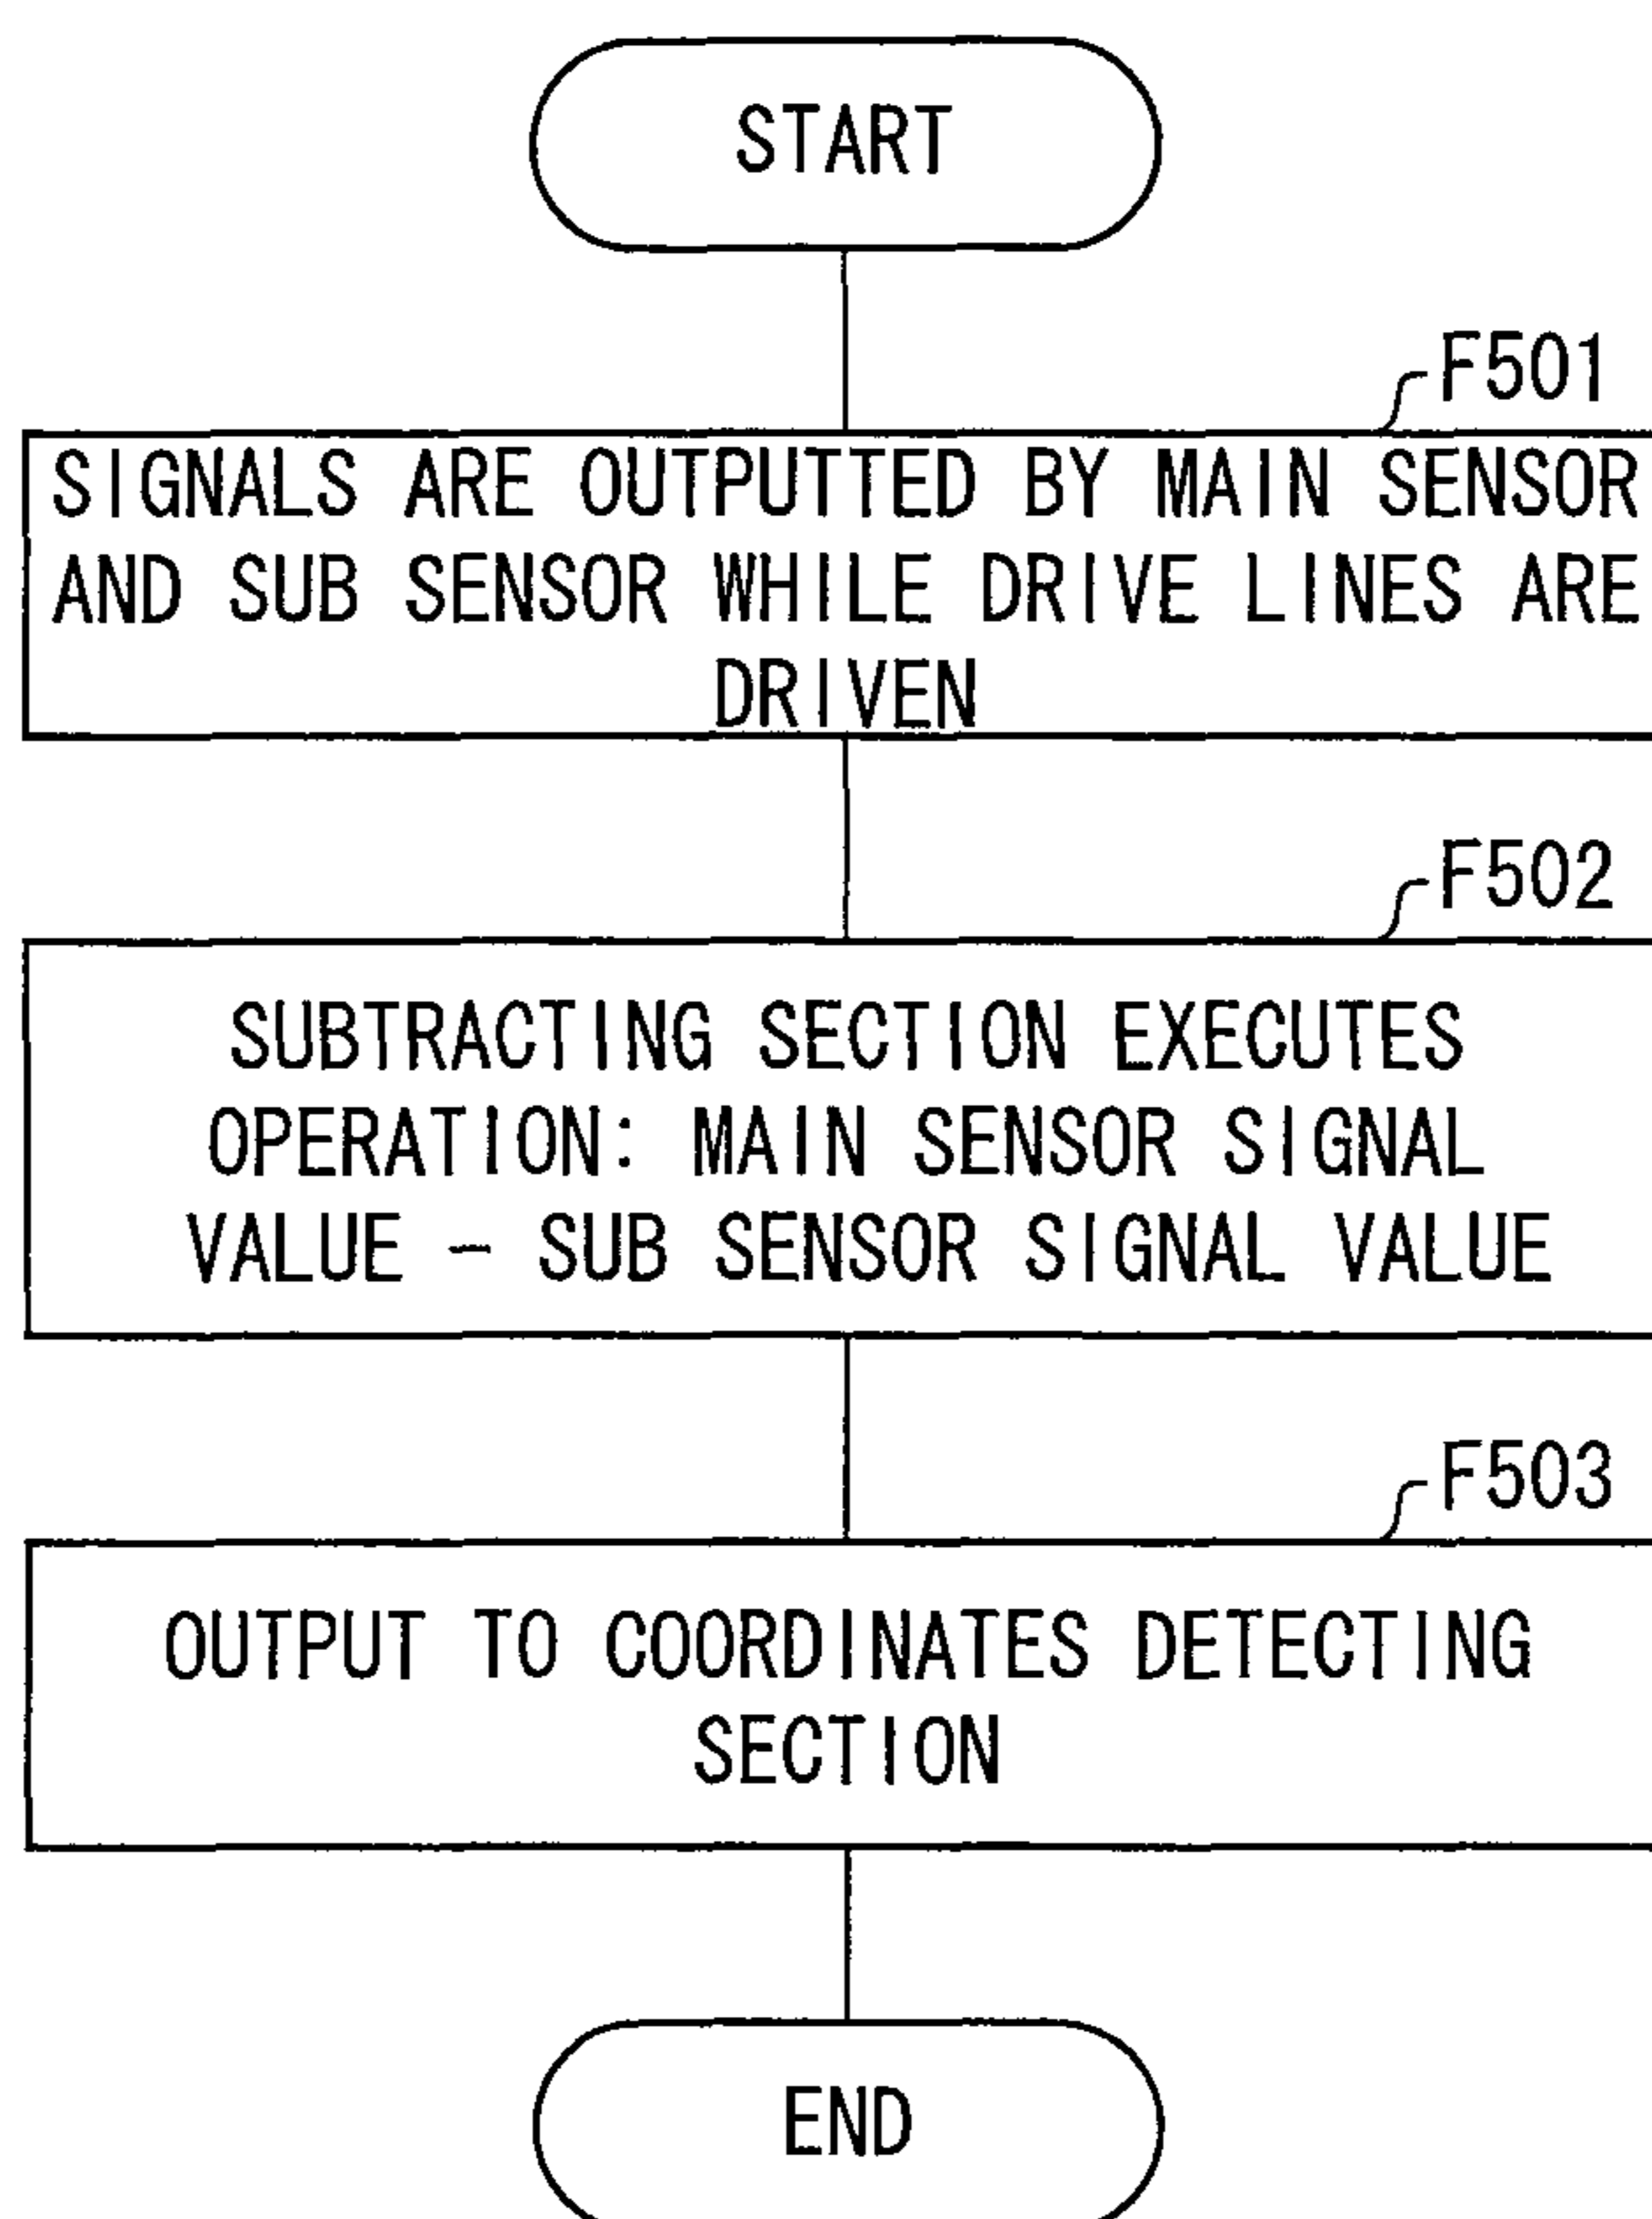 START
F501
SIGNALS ARE OUTPUTTED BY MAIN SENSOR
AND SUB SENSOR WHILE DRIVE LINES ARE
DRIVEN
F502
SUBTRACTING SECTION EXECUTES
OPERATION: MAIN SENSOR SIGNAL
VALUE - SUB SENSOR SIGNAL VALUE
F503
OUTPUT TO COORDINATES DETECTING
SECTION
END